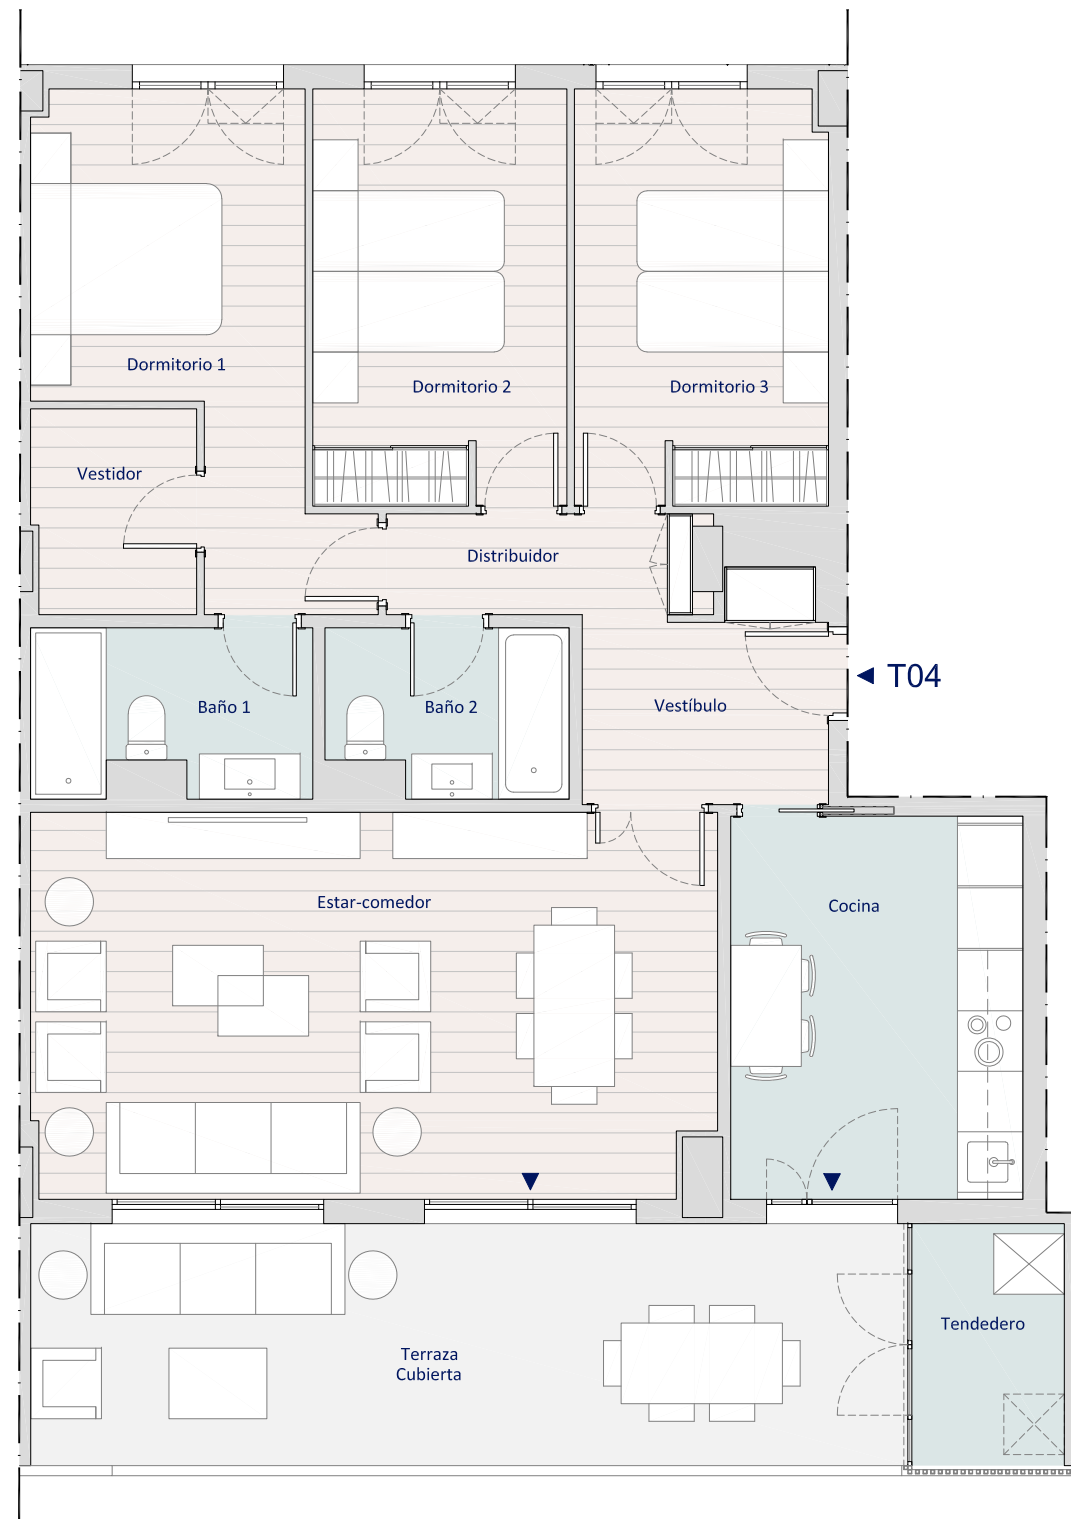 Dormitorio 1
Dormitorio 2
Dormitorio 3
Vestidor
Distribuidor
T04
Baño 1
Baño 2
Vestíbulo
Estar-comedor
Cocina
Tendedero
Terraza
Cubierta